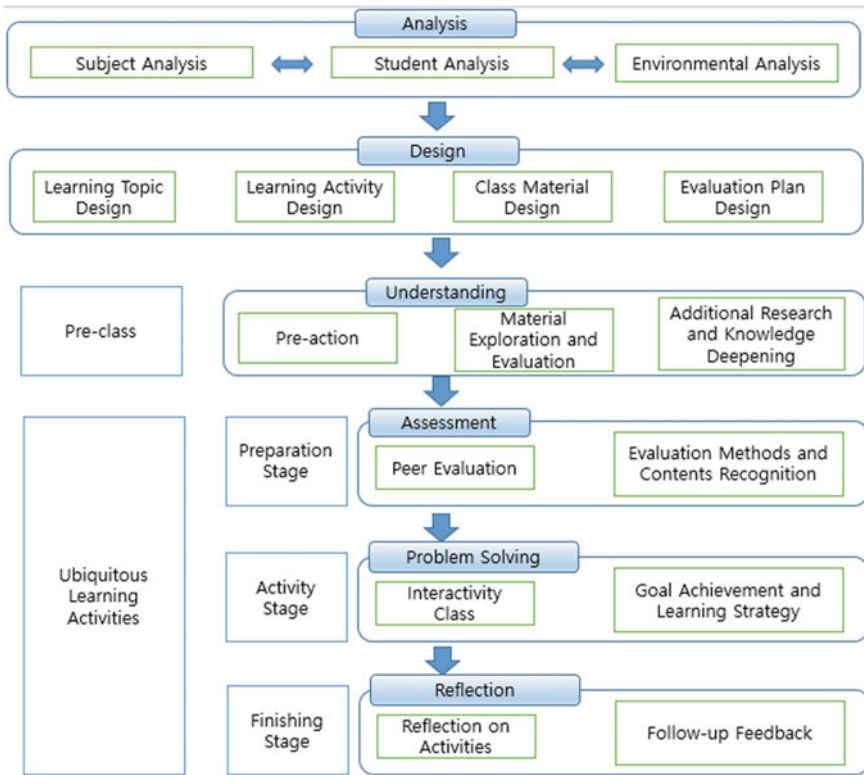 Analysis
Subject Analysis
Student Analysis
Environmental Analysis
Design
Learning Topic
Design
Learning Activity
Design
Class Material
Design
Evaluation Plan
Design
Pre-class
Understanding
Pre-action
Material
Exploration and
Evaluation
Additional Research
and Knowledge
Deepening
Ubiquitous
Learning
Activities
Preparation
Stage
Assessment
Peer Evaluation
Evaluation Methods and
Contents Recognition
Activity
Stage
Problem Solving
Interactivity
Class
Goal Achievement and
Learning Strategy
Finishing
Stage
Reflection
Reflection on
Activities
Follow-up Feedback